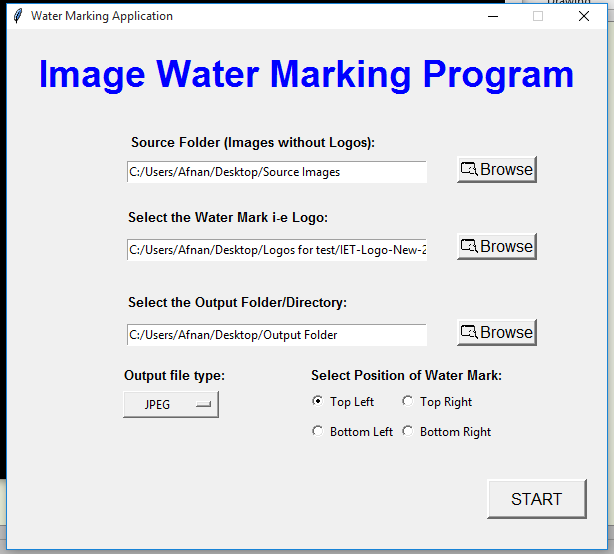 Drawing
Water Marking Application
Image Water Marking Program
Source Folder (Images without Logos):
C:/Users/Afnan/Desktop/Source Images
Browse
Select the Water Mark i-e Logo:
C:/Users/Afnan/Desktop/Logos for test/IET-Logo-New-2
Browse
Select the Output Folder/Directory:
C:/Users/Afnan/Desktop/Output Folder
Browse
Output file type:
Select Position of Water Mark:
JPEG
Top Left
Top Right
Bottom Left
Bottom Right
START